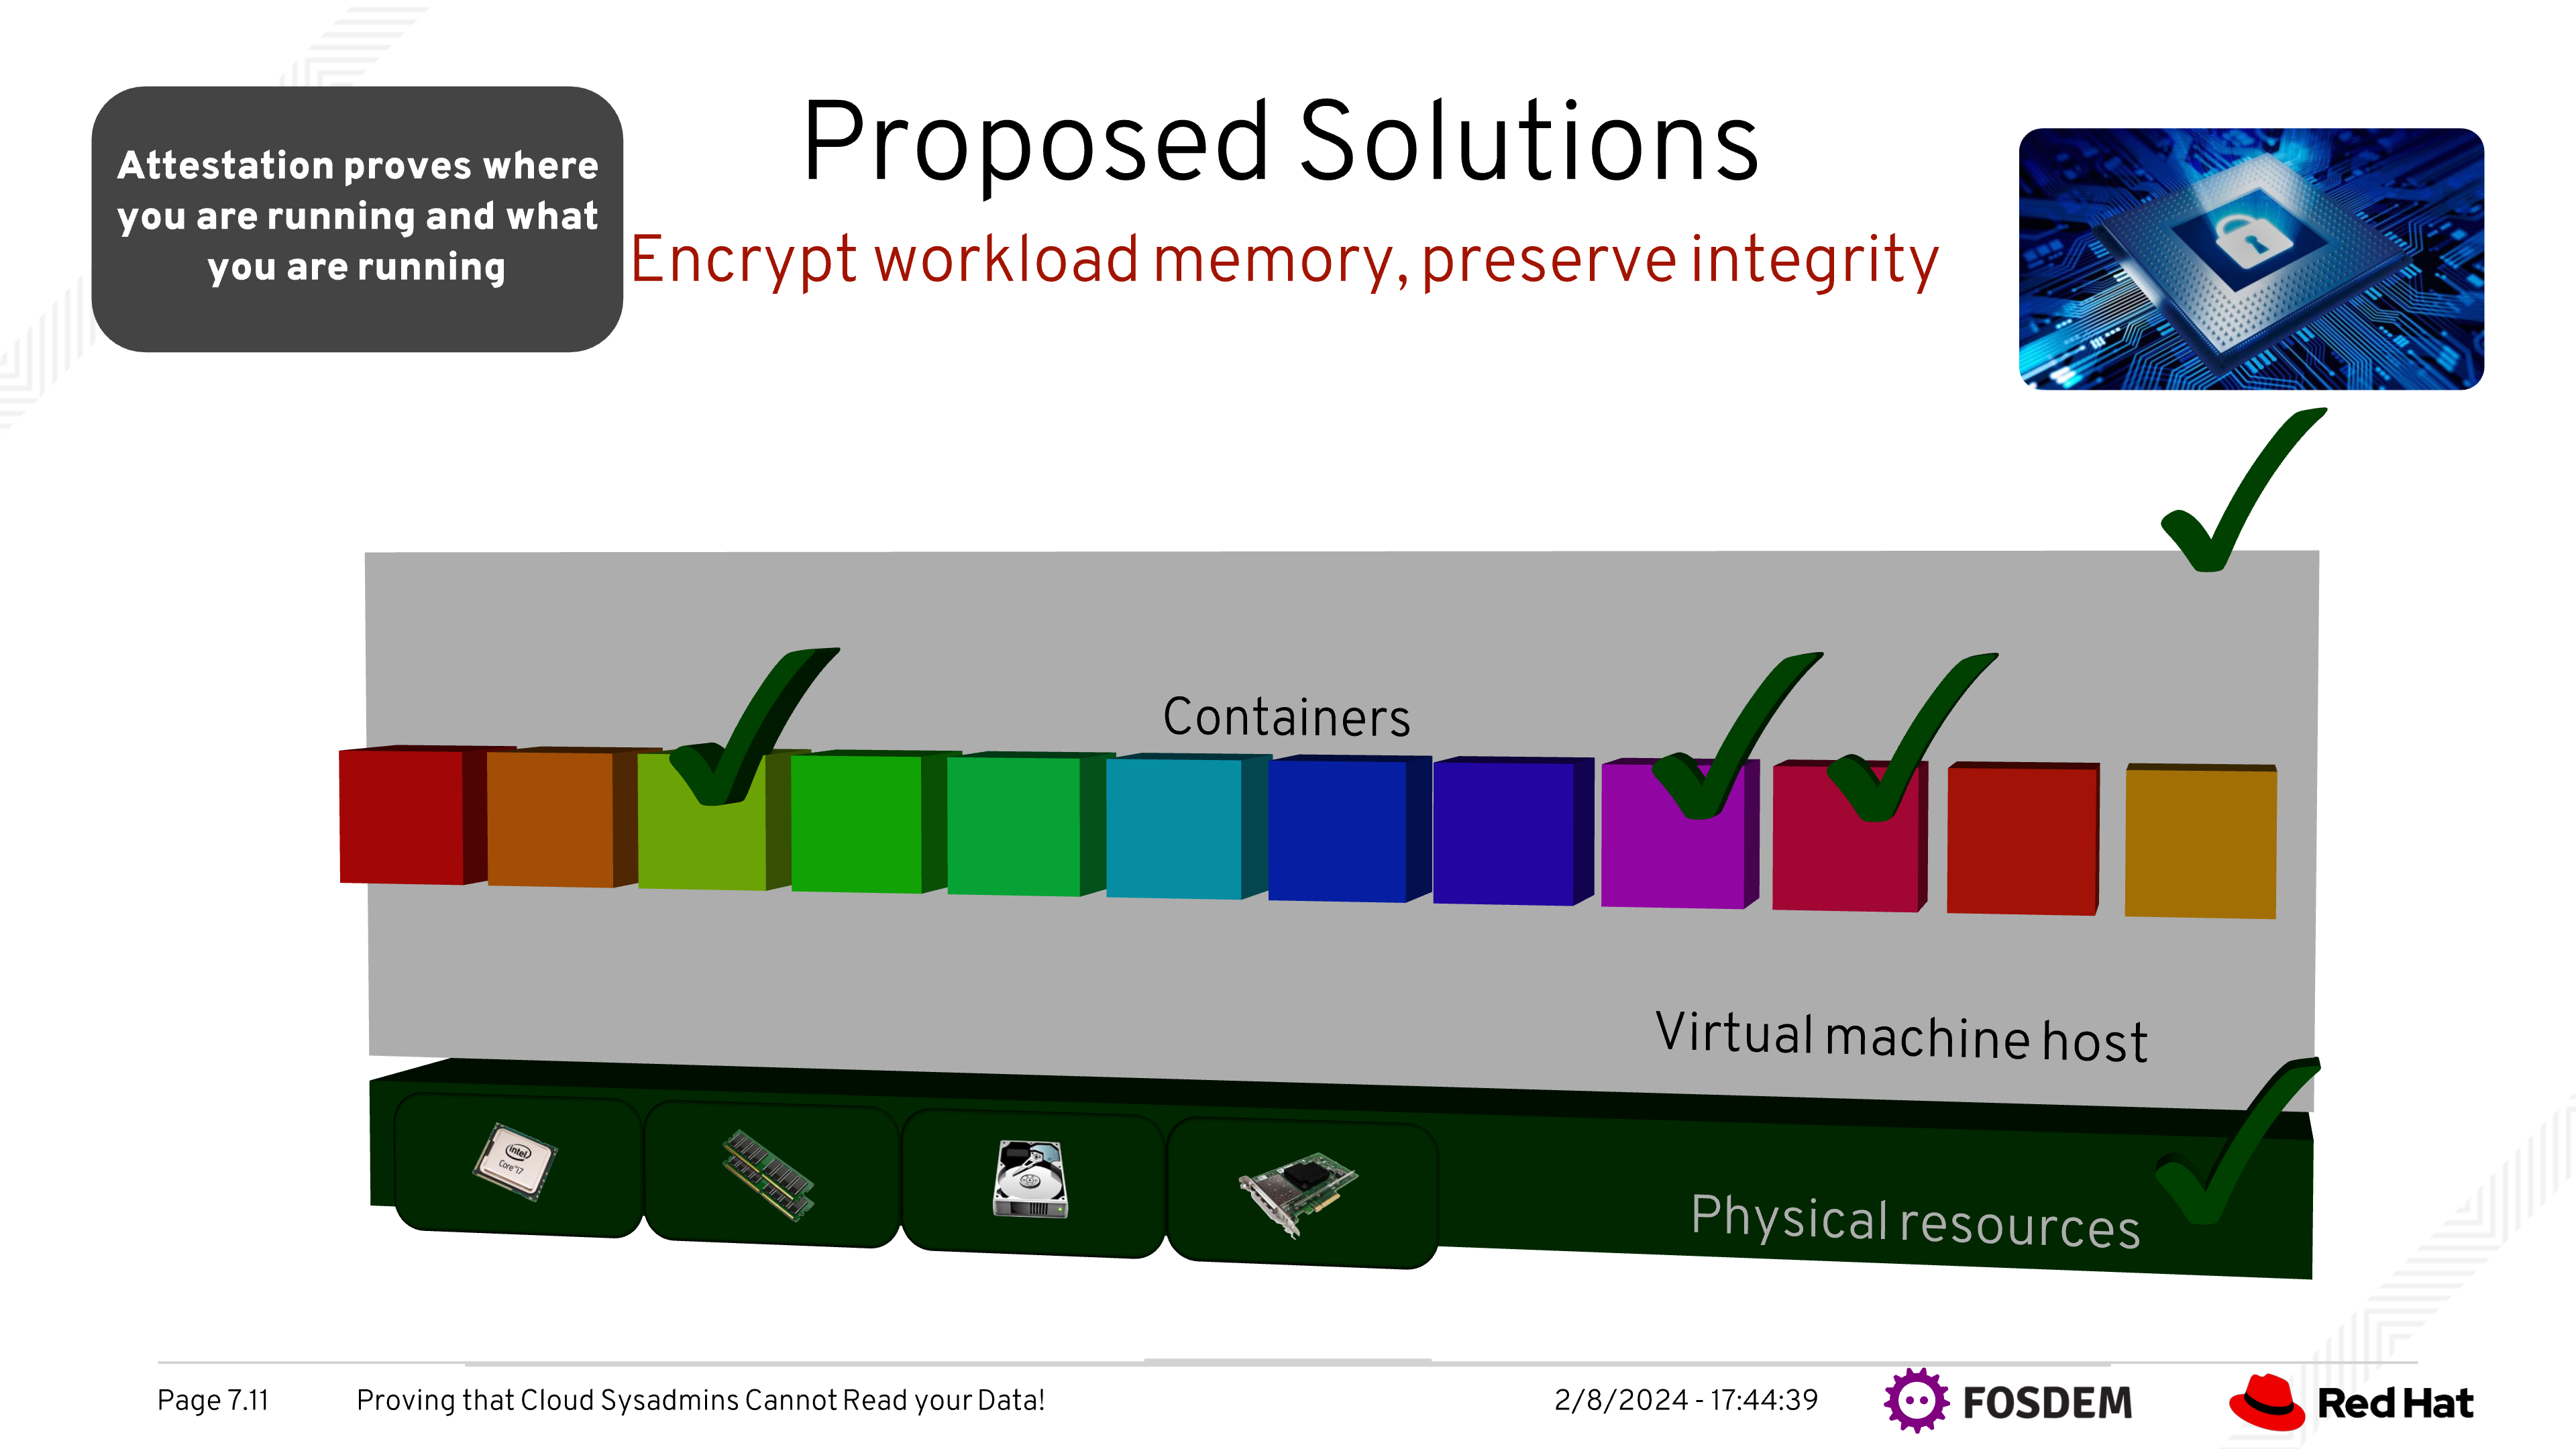 Attestation proves where
you are running and what
you are running
Proposed Solutions
Encrypt workload memory, preserve integrity
Containers
Virtual machine host
intel
Core i7
Physical resources
Page 7.11
Proving that Cloud Sysadmins Cannot Read your Data!
2/8/2024 - 17:44:39
FOSDEM
Red Hat